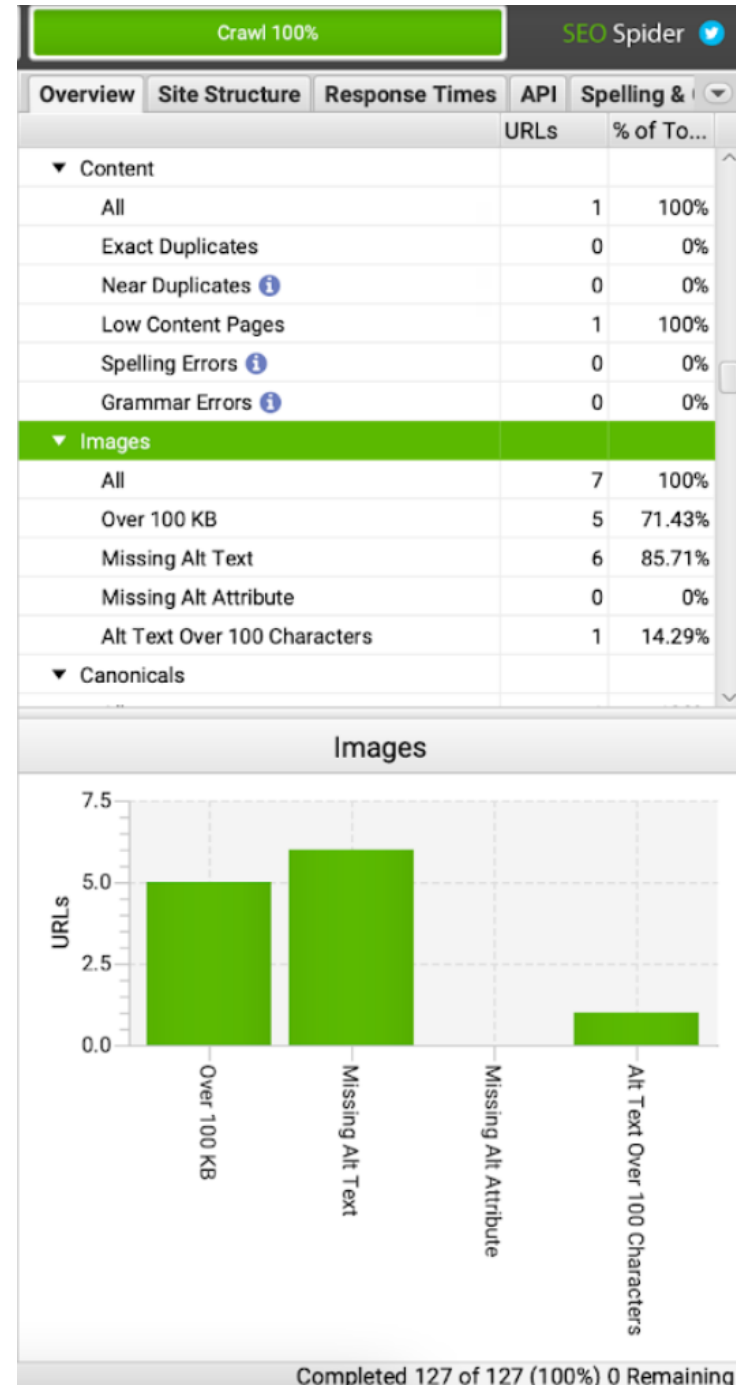 Crawl 100%
SEO Spider
Overview Site Structure Response Times API Spelling &
URLs % of To...
Content
All 1 100%
Exact Duplicates 0 0%
Near Duplicates 0 0%
Low Content Pages 1 100%
Spelling Errors 0 0%
Grammar Errors 0 0%
Images
All 7 100%
Over 100 KB 5 71.43%
Missing Alt Text 6 85.71%
Missing Alt Attribute 0 0%
Alt Text Over 100 Characters 1 14.29%
Canonicals
Images
7.5
5.0
2.5
0.0
URLs
Over 100 KB
Missing Alt Text
Missing Alt Attribute
Alt Text Over 100 Characters
Completed 127 of 127 (100%) 0 Remaining